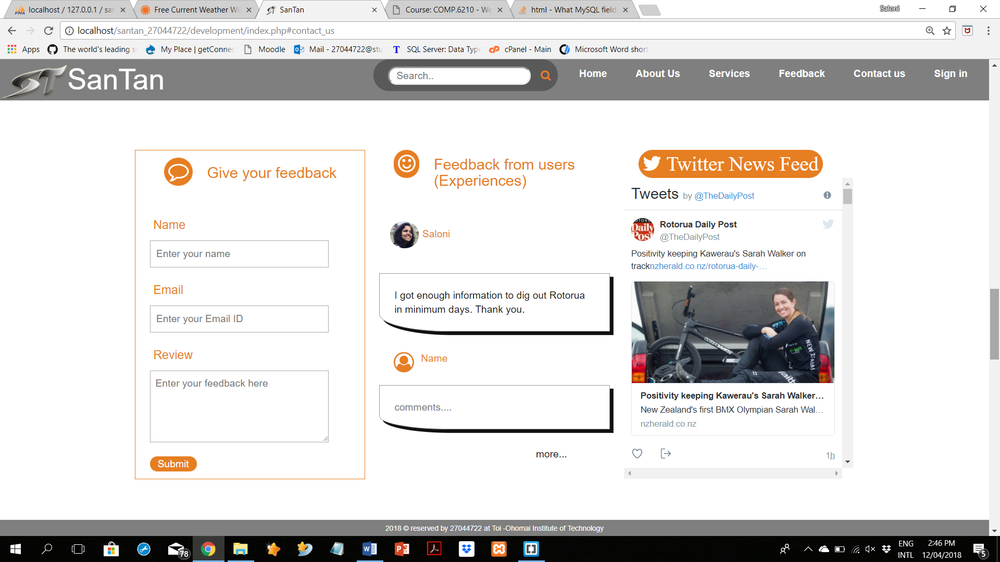 localhost / 127.0.0.1 / sar
Free Current Weather Wi
SanTan
Course: COMP.6210 - We
html - What MySQL field
Saloni
localhost/santan_27044722/development/index.php#contact_us
Apps
The world's leading s
My Place | getConnec
Moodle
Mail - 27044722@stu
SQL Server: Data Type
cPanel - Main
Microsoft Word short
ST SanTan
Search..
Home
About Us
Services
Feedback
Contact us
Sign in
Give your feedback
Name
Enter your name
Email
Enter your Email ID
Review
Enter your feedback here
Submit
Feedback from users
(Experiences)
Saloni
I got enough information to dig out Rotorua
in minimum days. Thank you.
Name
comments....
more...
Twitter News Feed
Tweets by @TheDailyPost
Rotorua Daily Post
@TheDailyPost
Positivity keeping Kawerau's Sarah Walker on
tracknzherald.co.nz/rotorua-daily-…
Positivity keeping Kawerau's Sarah Walker…
New Zealand's first BMX Olympian Sarah Wal…
nzherald.co.nz
1h
2018 © reserved by 27044722 at Toi -Ohomai Institute of Technology
78
ENG
INTL
2:46 PM
12/04/2018
5